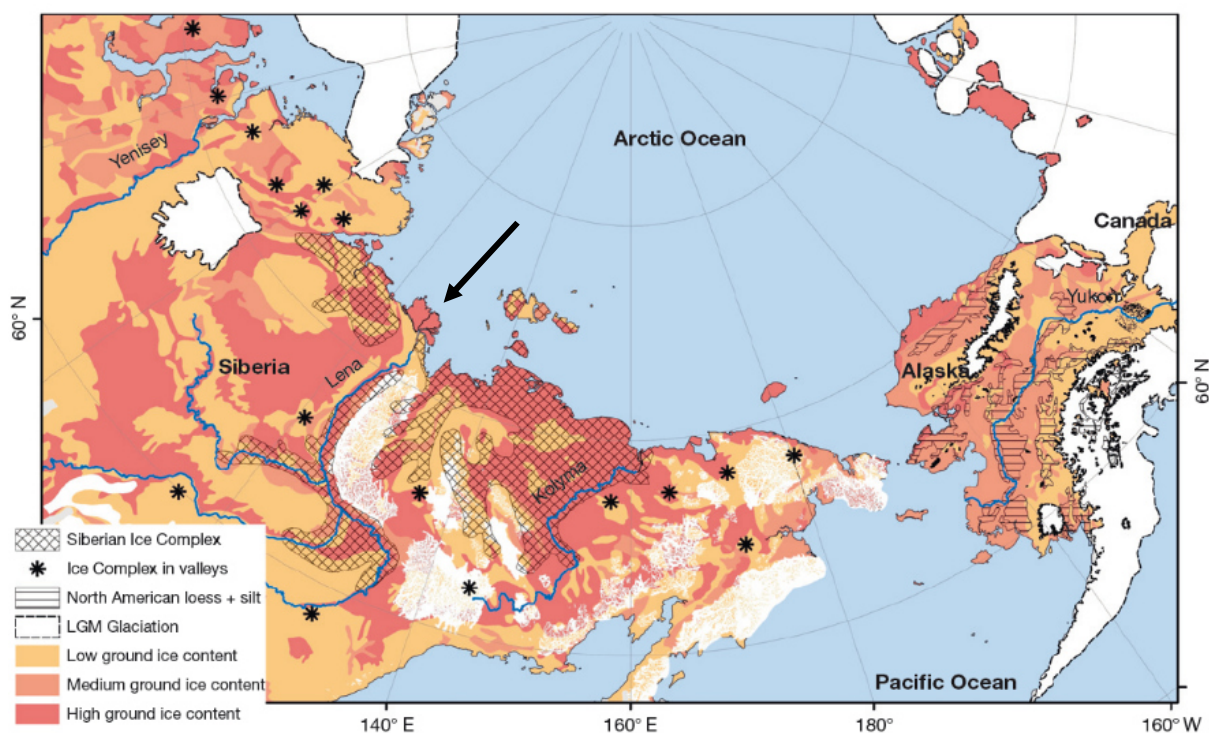 Arctic Ocean
Yenisey
Canada
Yukon
60° N
Siberia
Lena
Alaska
60° N
Kolyma
Siberian Ice Complex
Ice Complex in valleys
North American loess + silt
LGM Glaciation
Low ground ice content
Medium ground ice content
High ground ice content
Pacific Ocean
140° E
160° E
180°
160° W